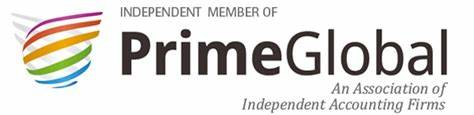 INDEPENDENT MEMBER OF
PrimeGlobal
An Association of
Independent Accounting Firms